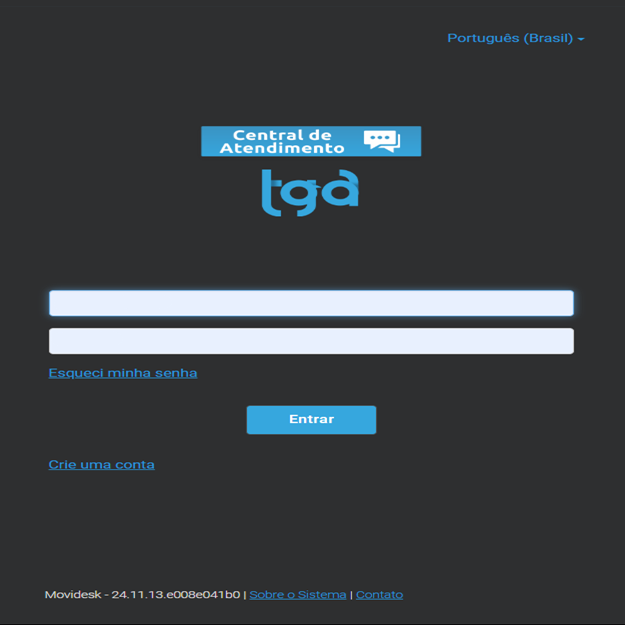 Português (Brasil)
Central de
Atendimento
tga
Esqueci minha senha
Entrar
Crie uma conta
Movidesk - 24.11.13.e008e041b0 | Sobre o Sistema | Contato